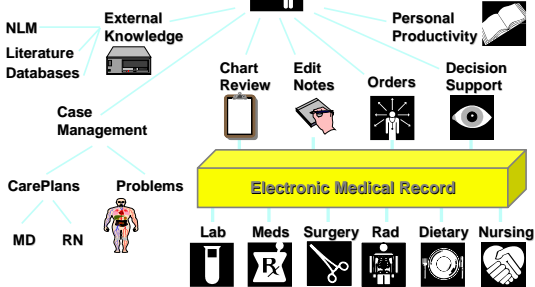 NLM
Literature
Databases
External
Knowledge
Personal
Productivity
Chart
Review
Edit
Notes
Orders
Decision
Support
Case
Management
CarePlans
Problems
MD
RN
Electronic Medical Record
Lab
Meds
Surgery
Rad
Dietary
Nursing
Rx